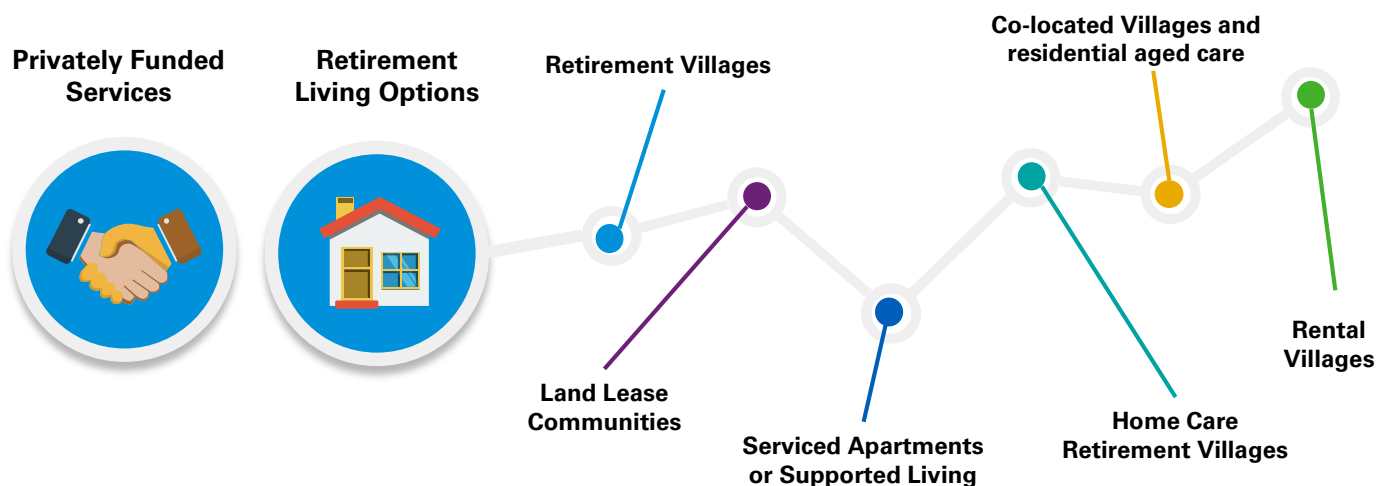 Privately Funded
Services
Retirement
Living Options
Retirement Villages
Land Lease
Communities
Serviced Apartments
or Supported Living
Home Care
Retirement Villages
Co-located Villages and
residential aged care
Rental
Villages